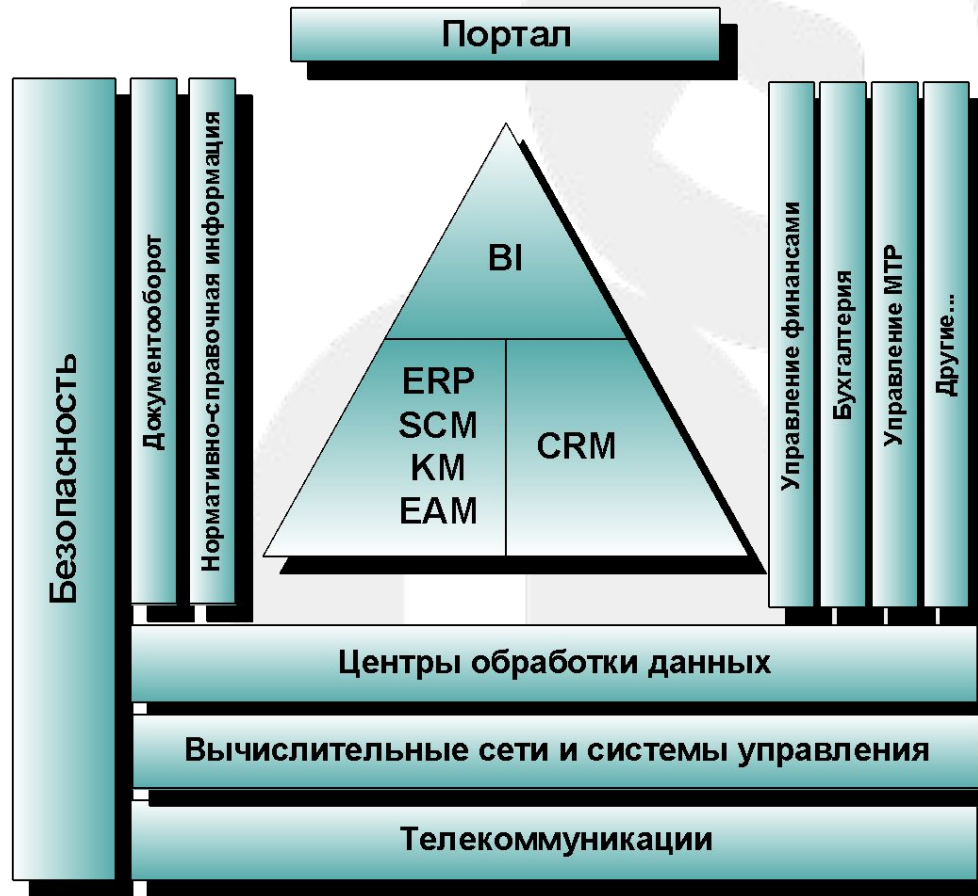 Портал
Безопасность
Документооборот
Нормативно-справочная информация
BI
ERP
SCM
KM
EAM
CRM
Управление финансами
Бухгалтерия
Управление МТР
Другие...
Центры обработки данных
Вычислительные сети и системы управления
Телекоммуникации